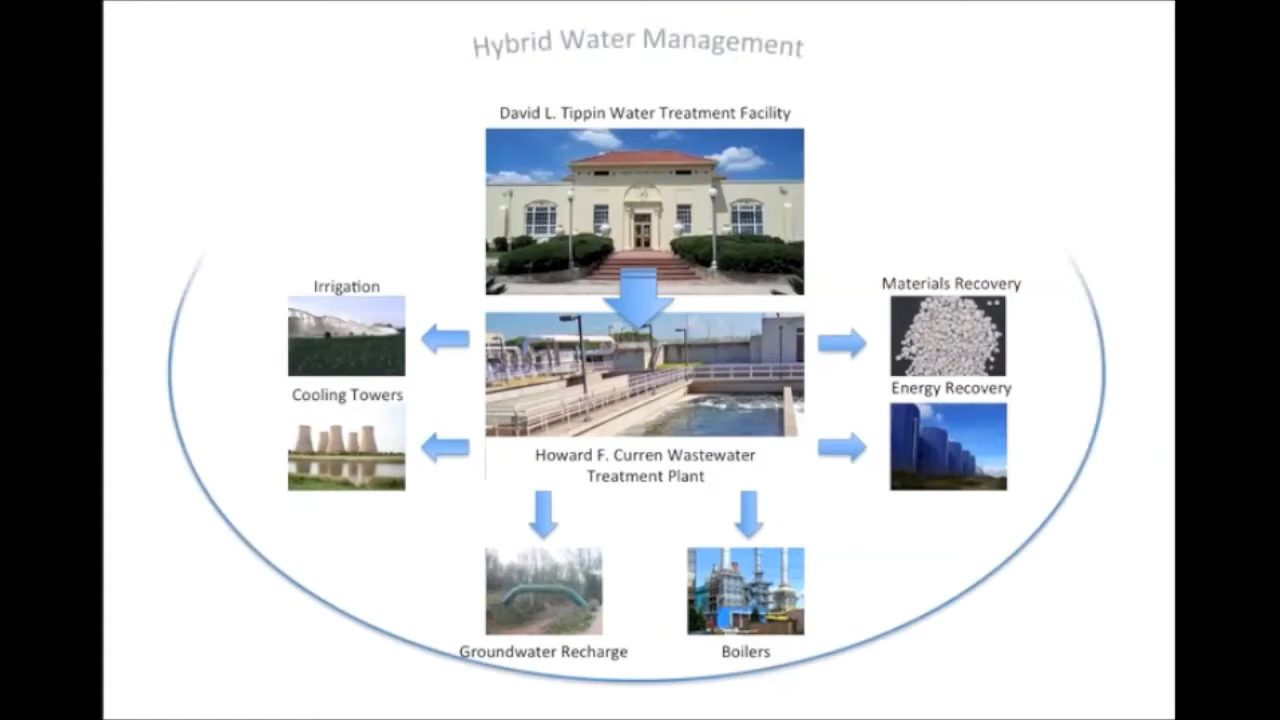 Hybrid Water Management
David L. Tippin Water Treatment Facility
Irrigation
Materials Recovery
Cooling Towers
Energy Recovery
Howard F. Curren Wastewater
Treatment Plant
Groundwater Recharge
Boilers